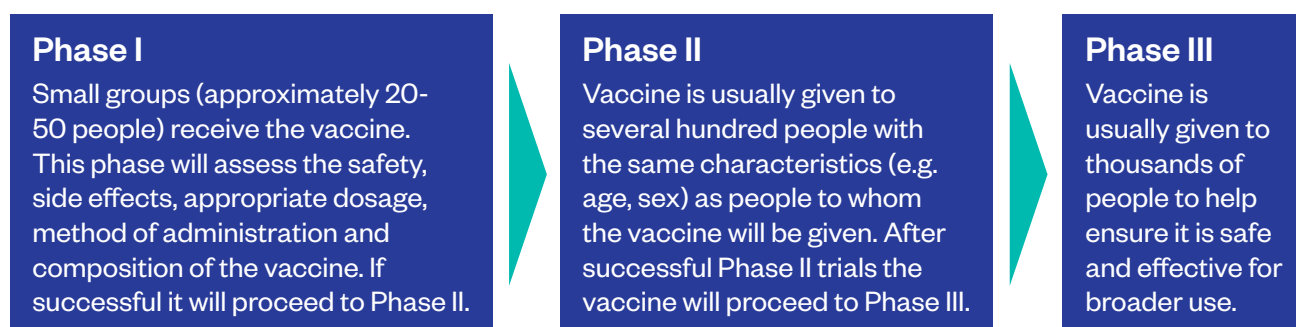 Phase I
Small groups (approximately 20-
50 people) receive the vaccine.
This phase will assess the safety,
side effects, appropriate dosage,
method of administration and
composition of the vaccine. If
successful it will proceed to Phase II.
Phase II
Vaccine is usually given to
several hundred people with
the same characteristics (e.g.
age, sex) as people to whom
the vaccine will be given. After
successful Phase II trials the
vaccine will proceed to Phase III.
Phase III
Vaccine is
usually given to
thousands of
people to help
ensure it is safe
and effective for
broader use.